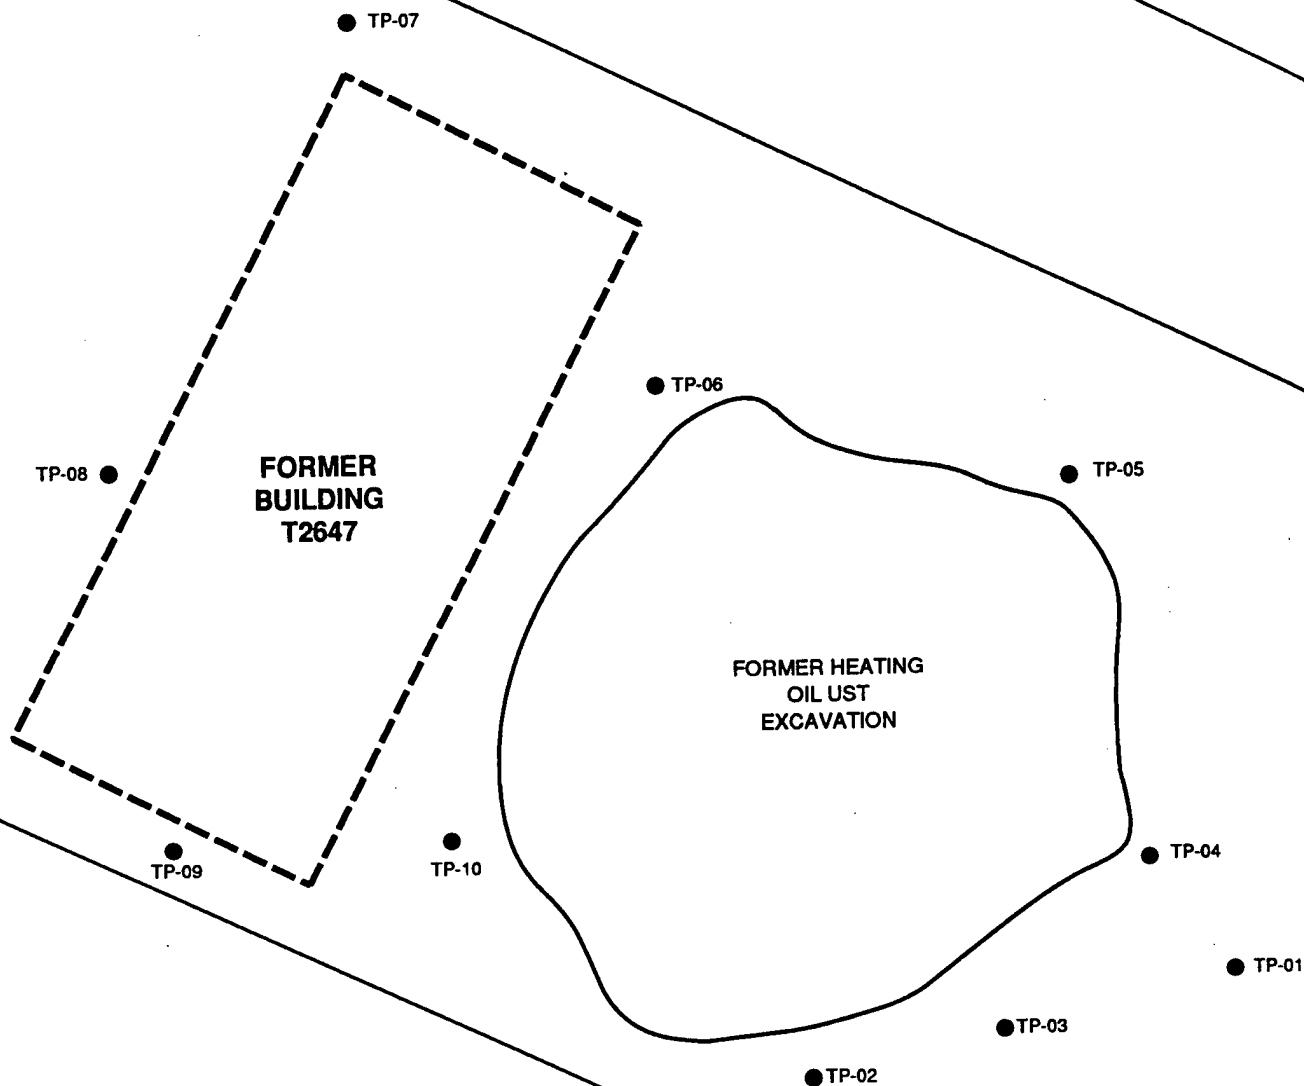 TP-07
TP-06
TP-08
FORMER
BUILDING
T2647
TP-05
FORMER HEATING
OIL UST
EXCAVATION
TP-09
TP-10
TP-04
TP-01
TP-03
TP-02